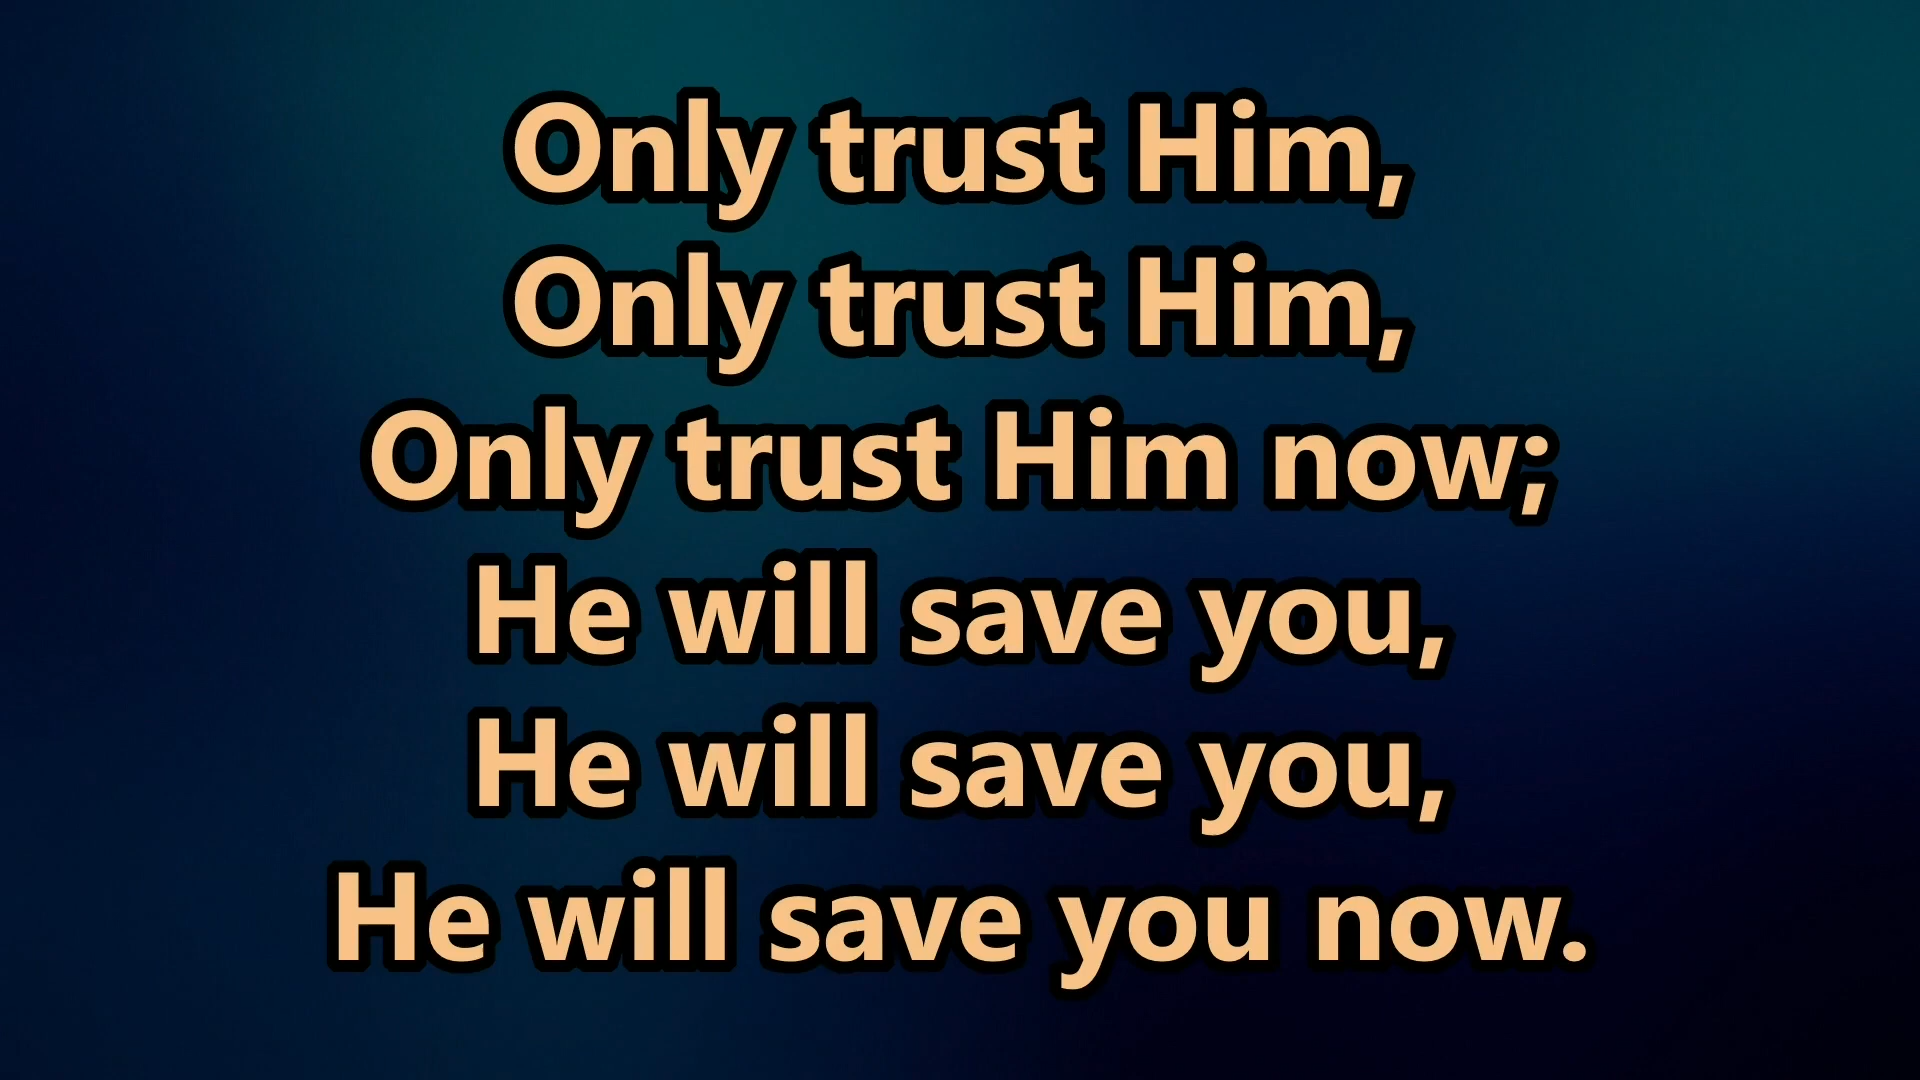 Only trust Him,
Only trust Him,
Only trust Him now;
He will save you,
He will save you,
He will save you now.